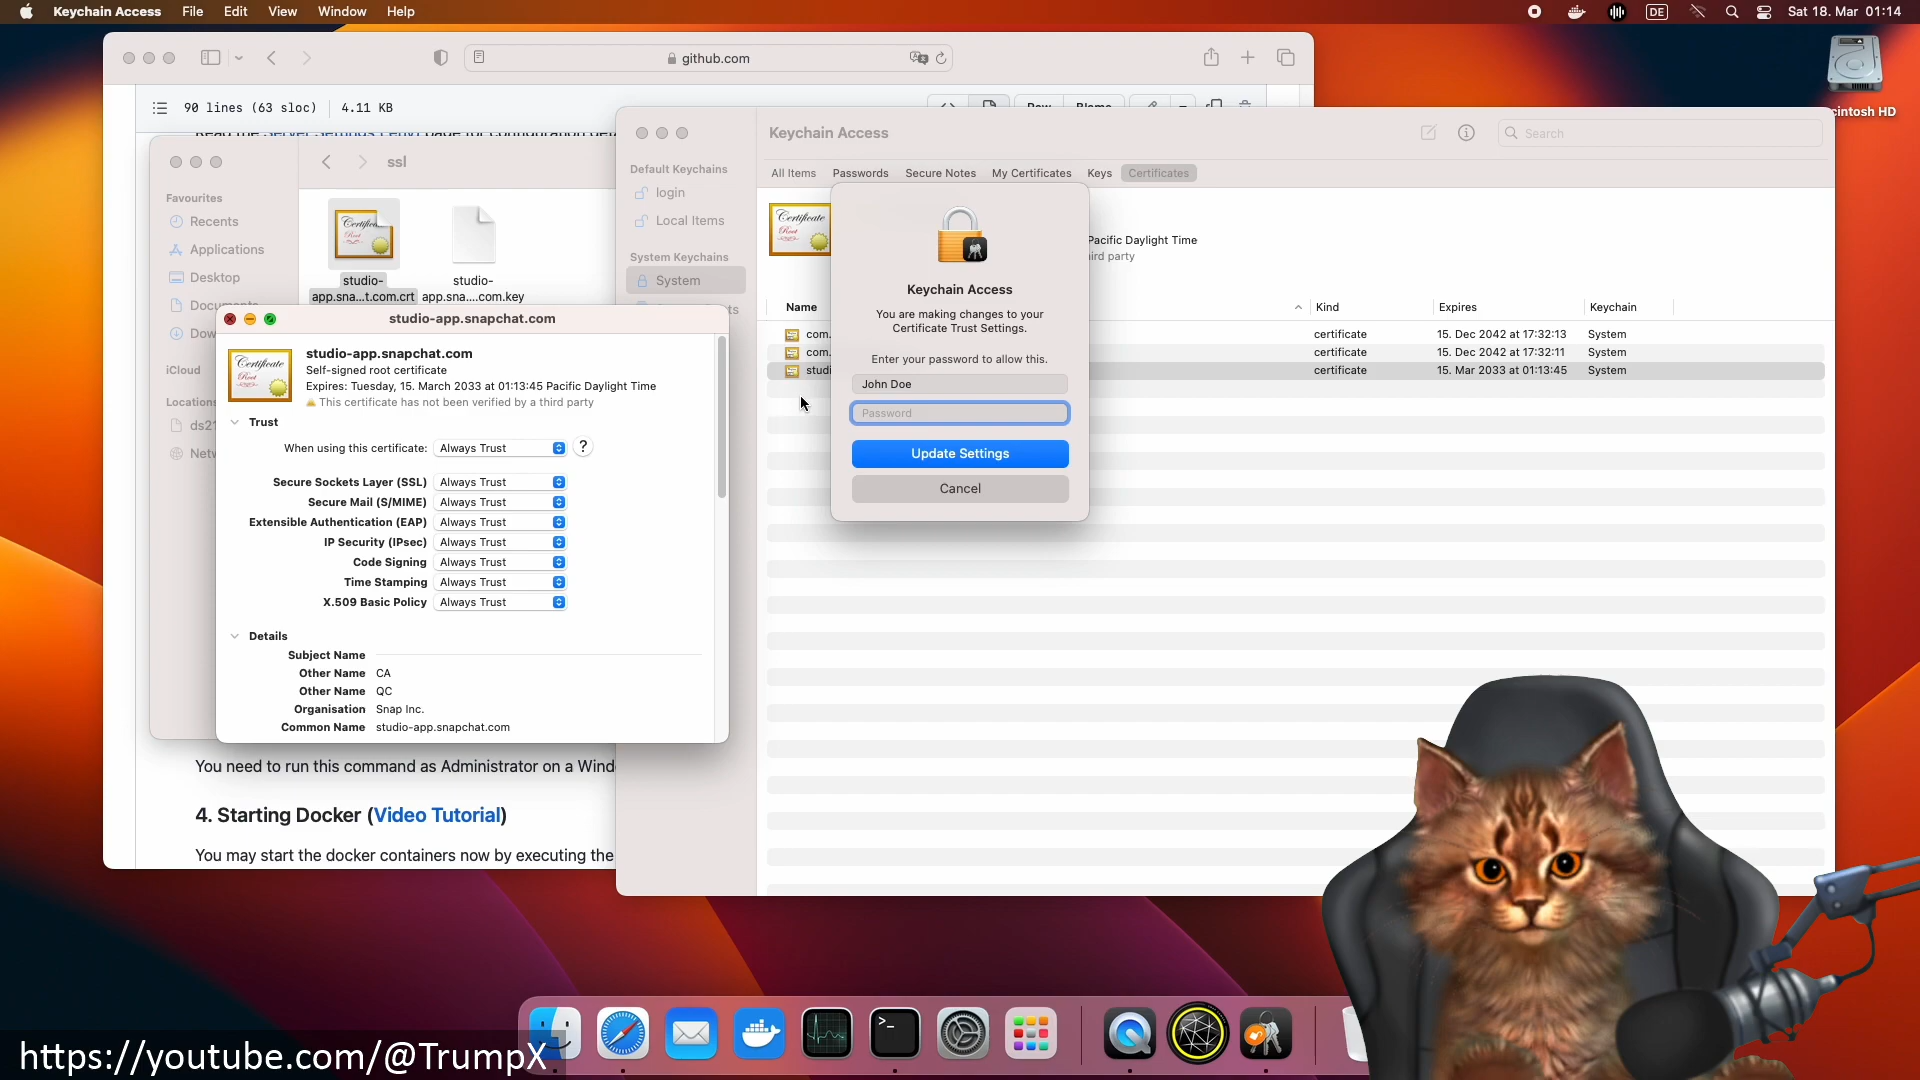 Keychain Access File Edit View Window Help DE Sat 18. Mar 01:14
github.com
90 lines (63 sloc) 4.11 KB
Macintosh HD
ssl
Favourites
Recents
Applications
Desktop
iCloud
Locations
studio-
app.sna...t.com.crt
studio-
app.sna....com.key
Keychain Access
Search
Default Keychains
login
Local Items
System Keychains
System
All Items Passwords Secure Notes My Certificates Keys Certificates
Certificate
Root
Pacific Daylight Time
Name Kind Expires Keychain
com. certificate 15. Dec 2042 at 17:32:13 System
com. certificate 15. Dec 2042 at 17:32:11 System
certificate 15. Mar 2033 at 01:13:45 System
Keychain Access
You are making changes to your
Certificate Trust Settings.
Enter your password to allow this.
John Doe
Password
Update Settings
Cancel
studio-app.snapchat.com
Certificate
Root
studio-app.snapchat.com
Self-signed root certificate
Expires: Tuesday, 15. March 2033 at 01:13:45 Pacific Daylight Time
This certificate has not been verified by a third party
Trust
When using this certificate: Always Trust ?
Secure Sockets Layer (SSL) Always Trust
Secure Mail (S/MIME) Always Trust
Extensible Authentication (EAP) Always Trust
IP Security (IPsec) Always Trust
Code Signing Always Trust
Time Stamping Always Trust
X.509 Basic Policy Always Trust
Details
Subject Name
Other Name CA
Other Name QC
Organisation Snap Inc.
Common Name studio-app.snapchat.com
You need to run this command as Administrator on a Wind
4. Starting Docker (Video Tutorial)
You may start the docker containers now by executing the
https://youtube.com/@TrumpX